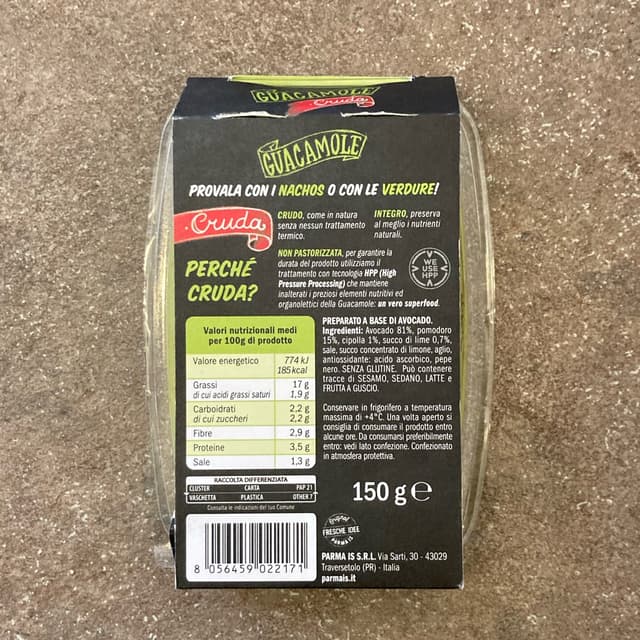 GUACAMOLE
Cruda
GUACAMOLE
PROVALA CON I NACHOS O CON LE VERDURE!
Cruda
PERCHÉ
CRUDA?
CRUDO, come in natura
senza nessun trattamento
termico.
INTEGRO, preserva
al meglio i nutrienti
naturali.
NON PASTORIZZATA, per garantire la
durata del prodotto utilizziamo il
trattamento con tecnologia HPP (High
Pressure Processing) che mantiene
inalterati i preziosi elementi nutritivi ed
organolettici della Guacamole: un vero superfood.
WE
USE
HPP
Valori nutrizionali medi
per 100g di prodotto
Valore energetico 774 kJ
185 kcal
Grassi 17 g
di cui acidi grassi saturi 1,9 g
Carboidrati 2,2 g
di cui zuccheri 2,2 g
Fibre 2,9 g
Proteine 3,5 g
Sale 1,3 g
PREPARATO A BASE DI AVOCADO.
Ingredienti: Avocado 81%, pomodoro
15%, cipolla 1%, succo di lime 0,7%,
sale, succo concentrato di limone, aglio,
antiossidante: acido ascorbico, pepe
nero. SENZA GLUTINE. Può contenere
tracce di SESAMO, SEDANO, LATTE e
FRUTTA A GUSCIO.
Conservare in frigorifero a temperatura
massima di +4°C. Una volta aperto si
consiglia di consumare il prodotto entro
alcune ore. Da consumarsi preferibilmente
entro: vedi lato confezione. Confezionato
in atmosfera protettiva.
RACCOLTA DIFFERENZIATA
CLUSTER CARTA PAP 21
VASCHETTA PLASTICA OTHER 7
Consulta le indicazioni del tuo Comune
150 g e
FRESCHE IDEE
PARMA IS
8 056459 022171
PARMA IS S.R.L. Via Sarti, 30 - 43029
Traversetolo (PR) - Italia
parmais.it